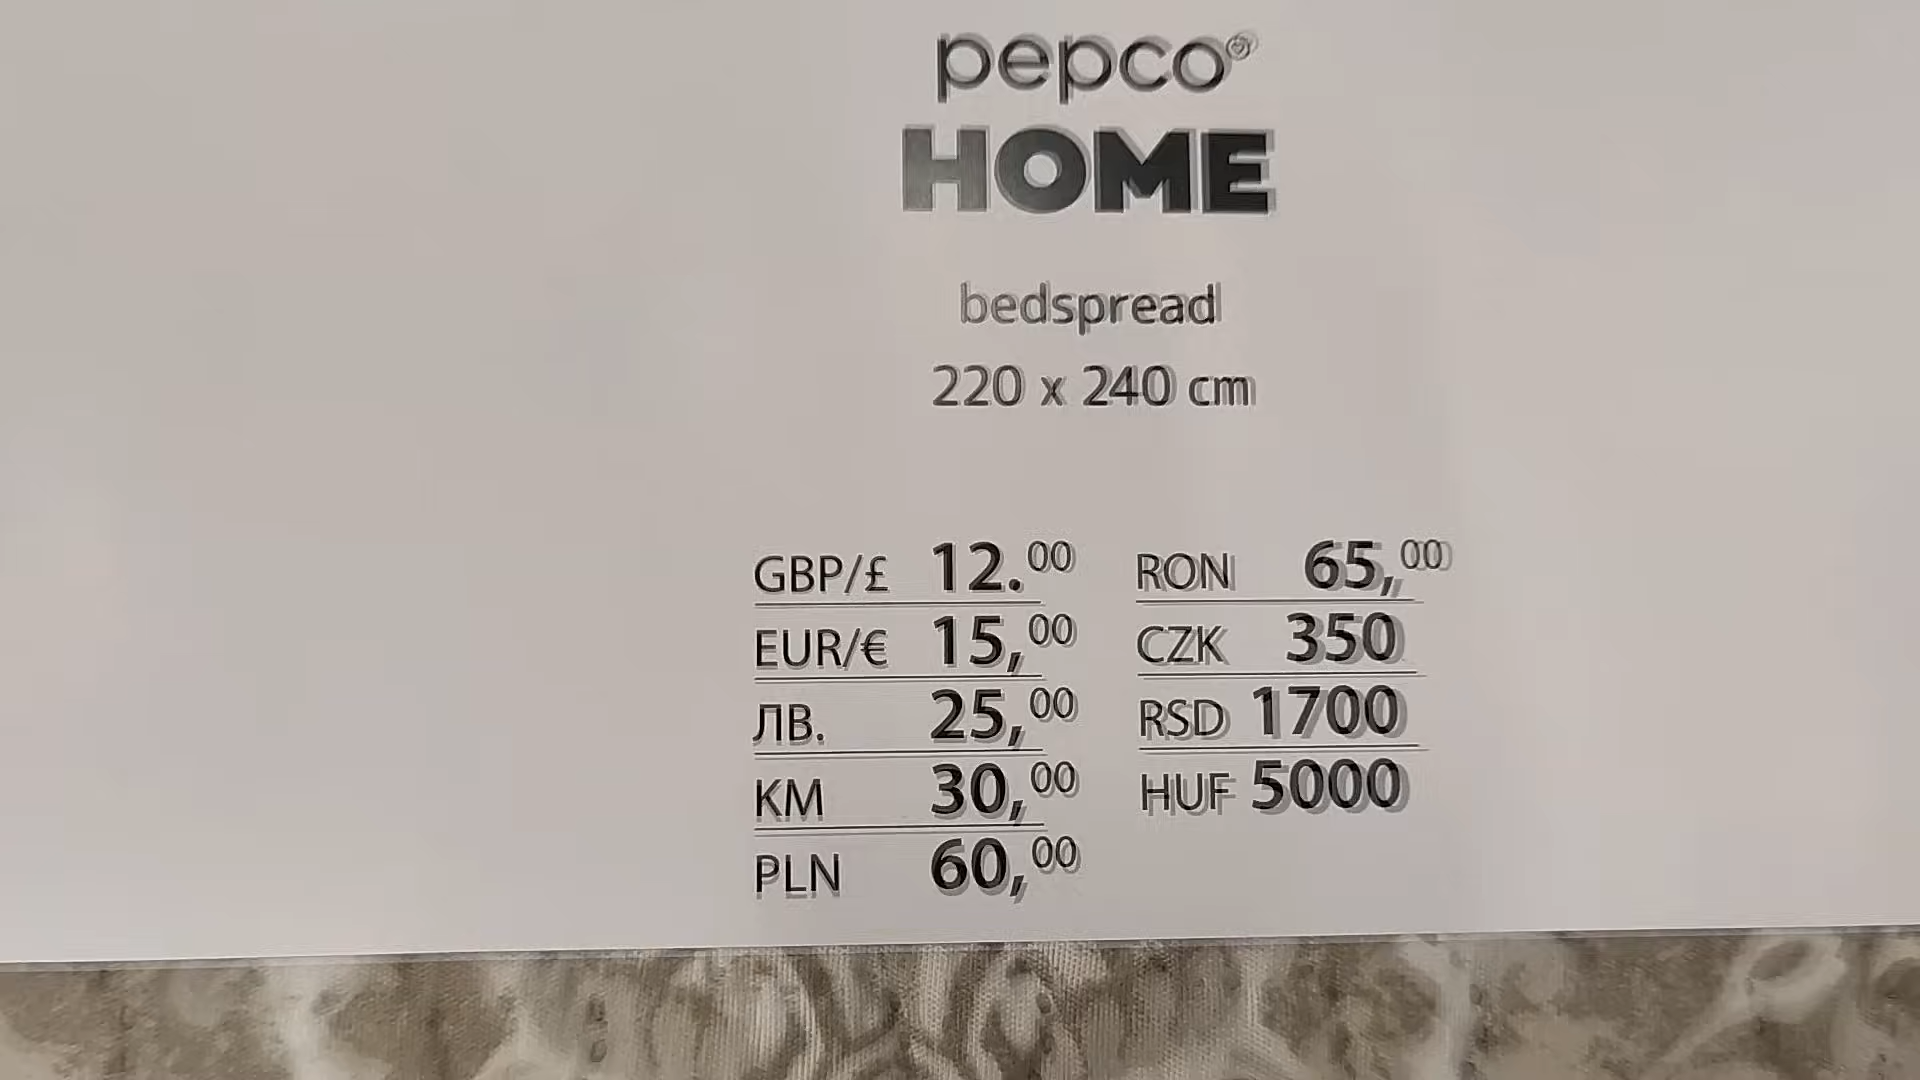 pepco®
HOME
bedspread
220 x 240 cm
GBP/£ 12.00
EUR/€ 15,00
ЛВ. 25,00
KM 30,00
PLN 60,00
RON 65,00
CZK 350
RSD 1700
HUF 5000